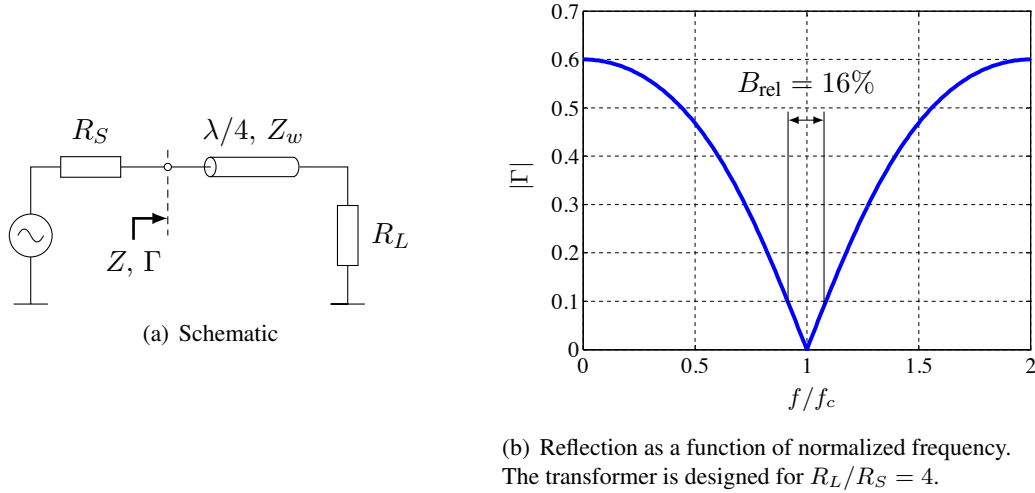 R_S
λ/4, Z_w
R_L
Z, Γ
(a) Schematic
0.7
0.6
0.5
0.4
0.3
0.2
0.1
0
|Γ|
B_rel = 16%
0 0.5 1 1.5 2
f/f_c
(b) Reflection as a function of normalized frequency.
The transformer is designed for R_L/R_S = 4.